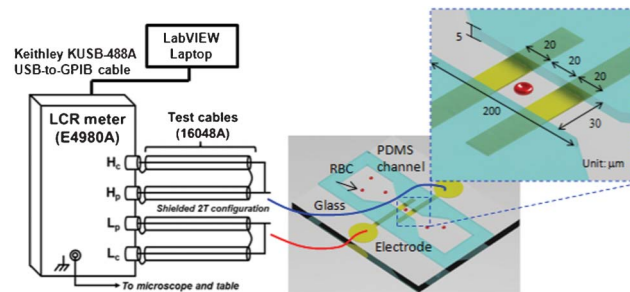 Keithley KUSB-488A
USB-to-GPIB cable
LabVIEW
Laptop
LCR meter
(E4980A)
Test cables
(16048A)
Hc
Hp
Shielded 2T configuration
Lp
Lc
To microscope and table
PDMS
channel
RBC
Glass
Electrode
5
20
20
20
200
30
Unit: μm